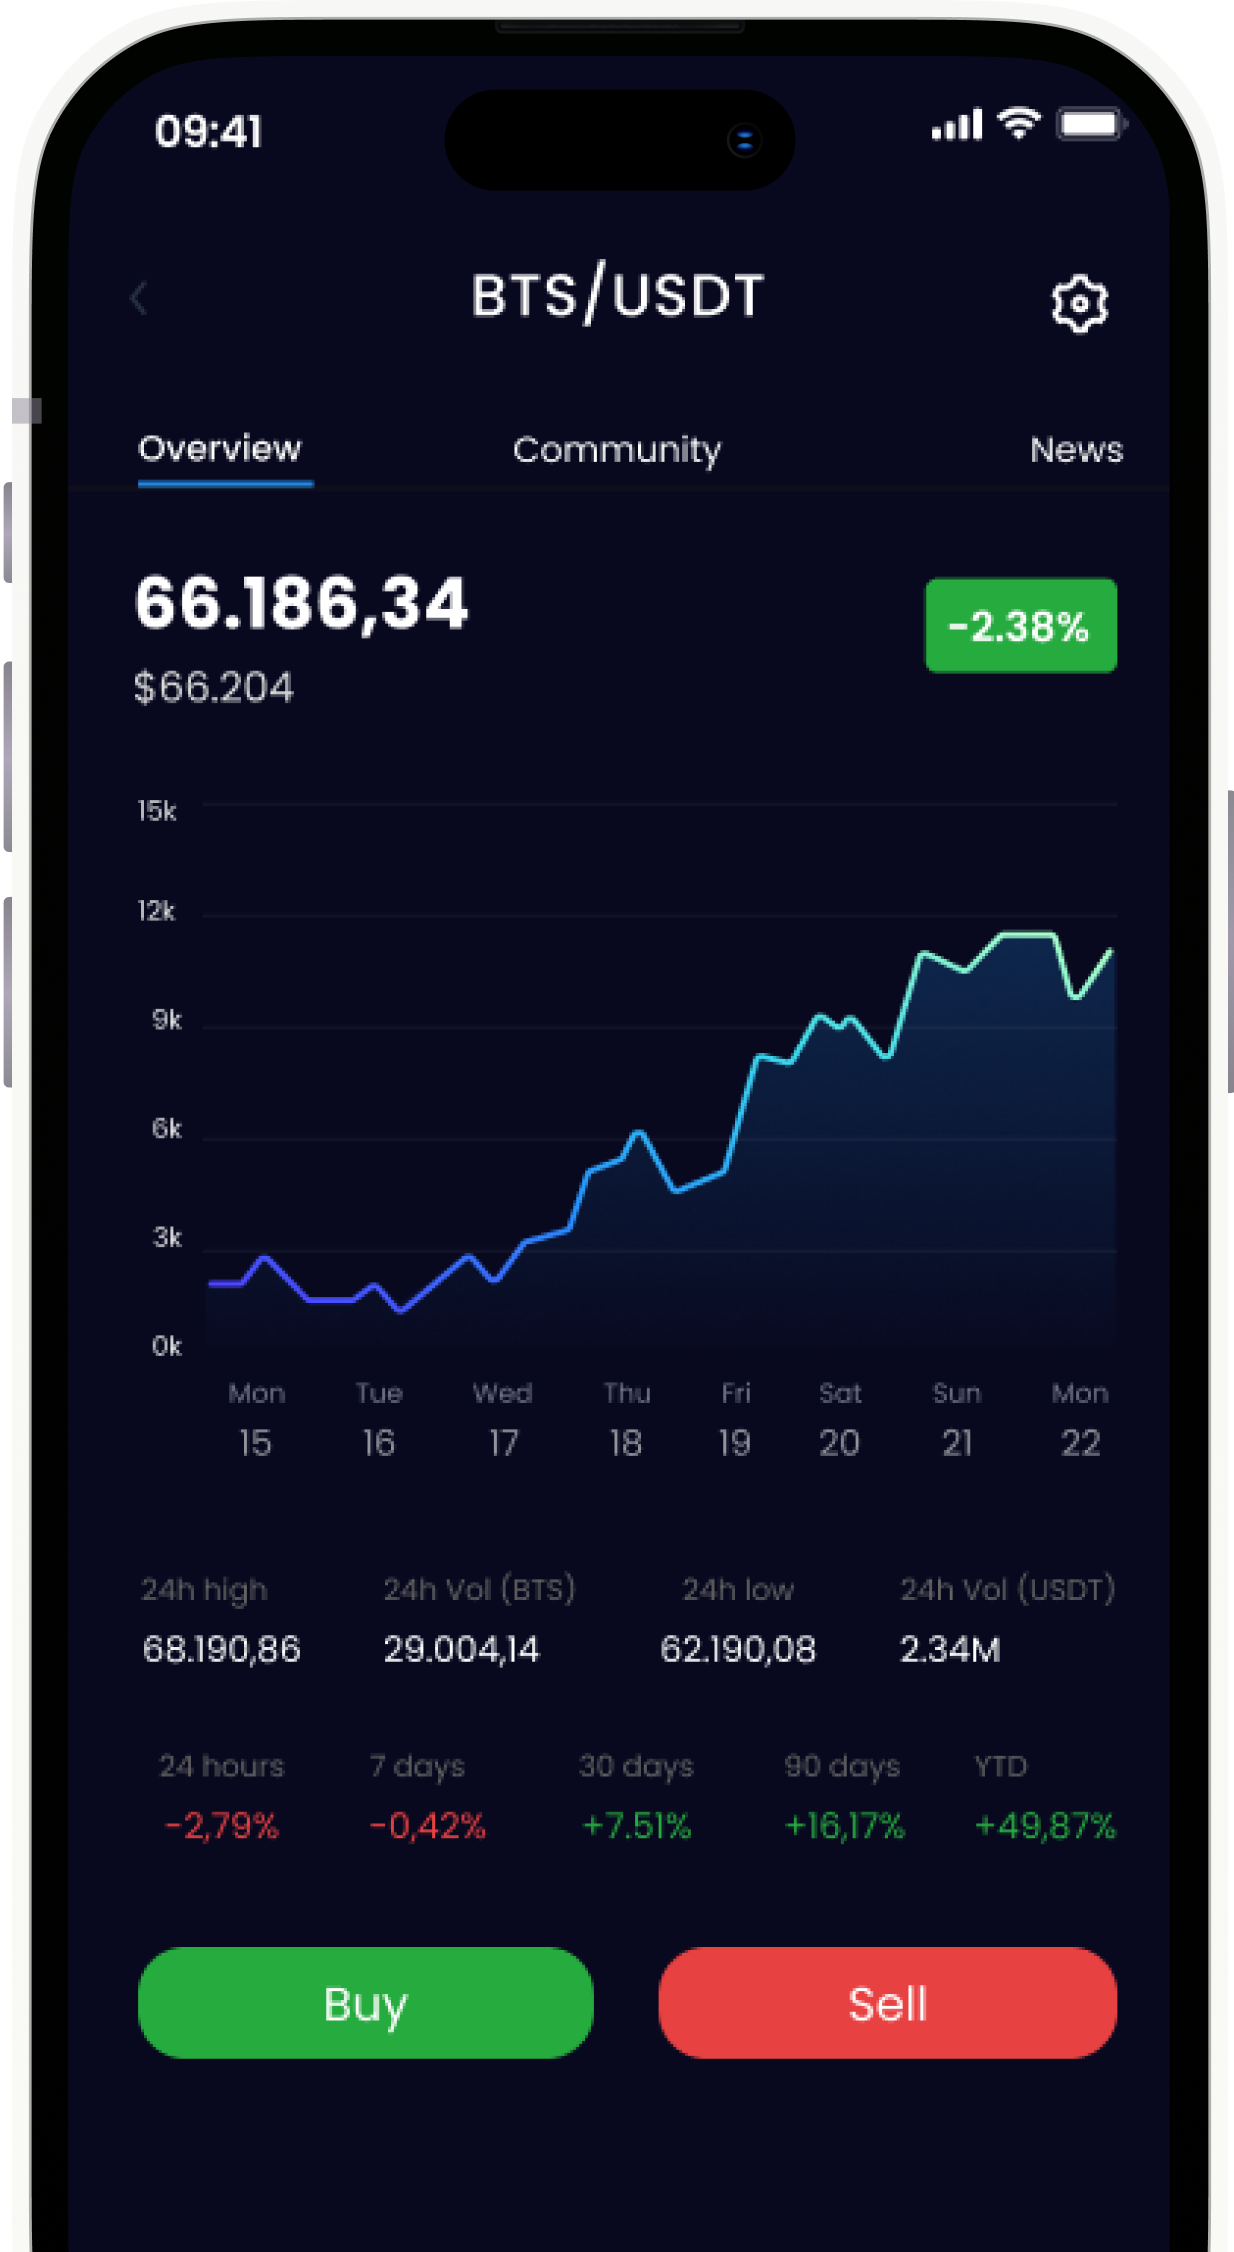 09:41
BTS/USDT
Overview Community News
66.186,34
-2.38%
$66.204
15k
12k
9k
6k
3k
0k
Mon Tue Wed Thu Fri Sat Sun Mon
15 16 17 18 19 20 21 22
24h high 24h Vol (BTS) 24h low 24h Vol (USDT)
68.190,86 29.004,14 62.190,08 2.34M
24 hours 7 days 30 days 90 days YTD
-2,79% -0,42% +7.51% +16,17% +49,87%
Buy Sell